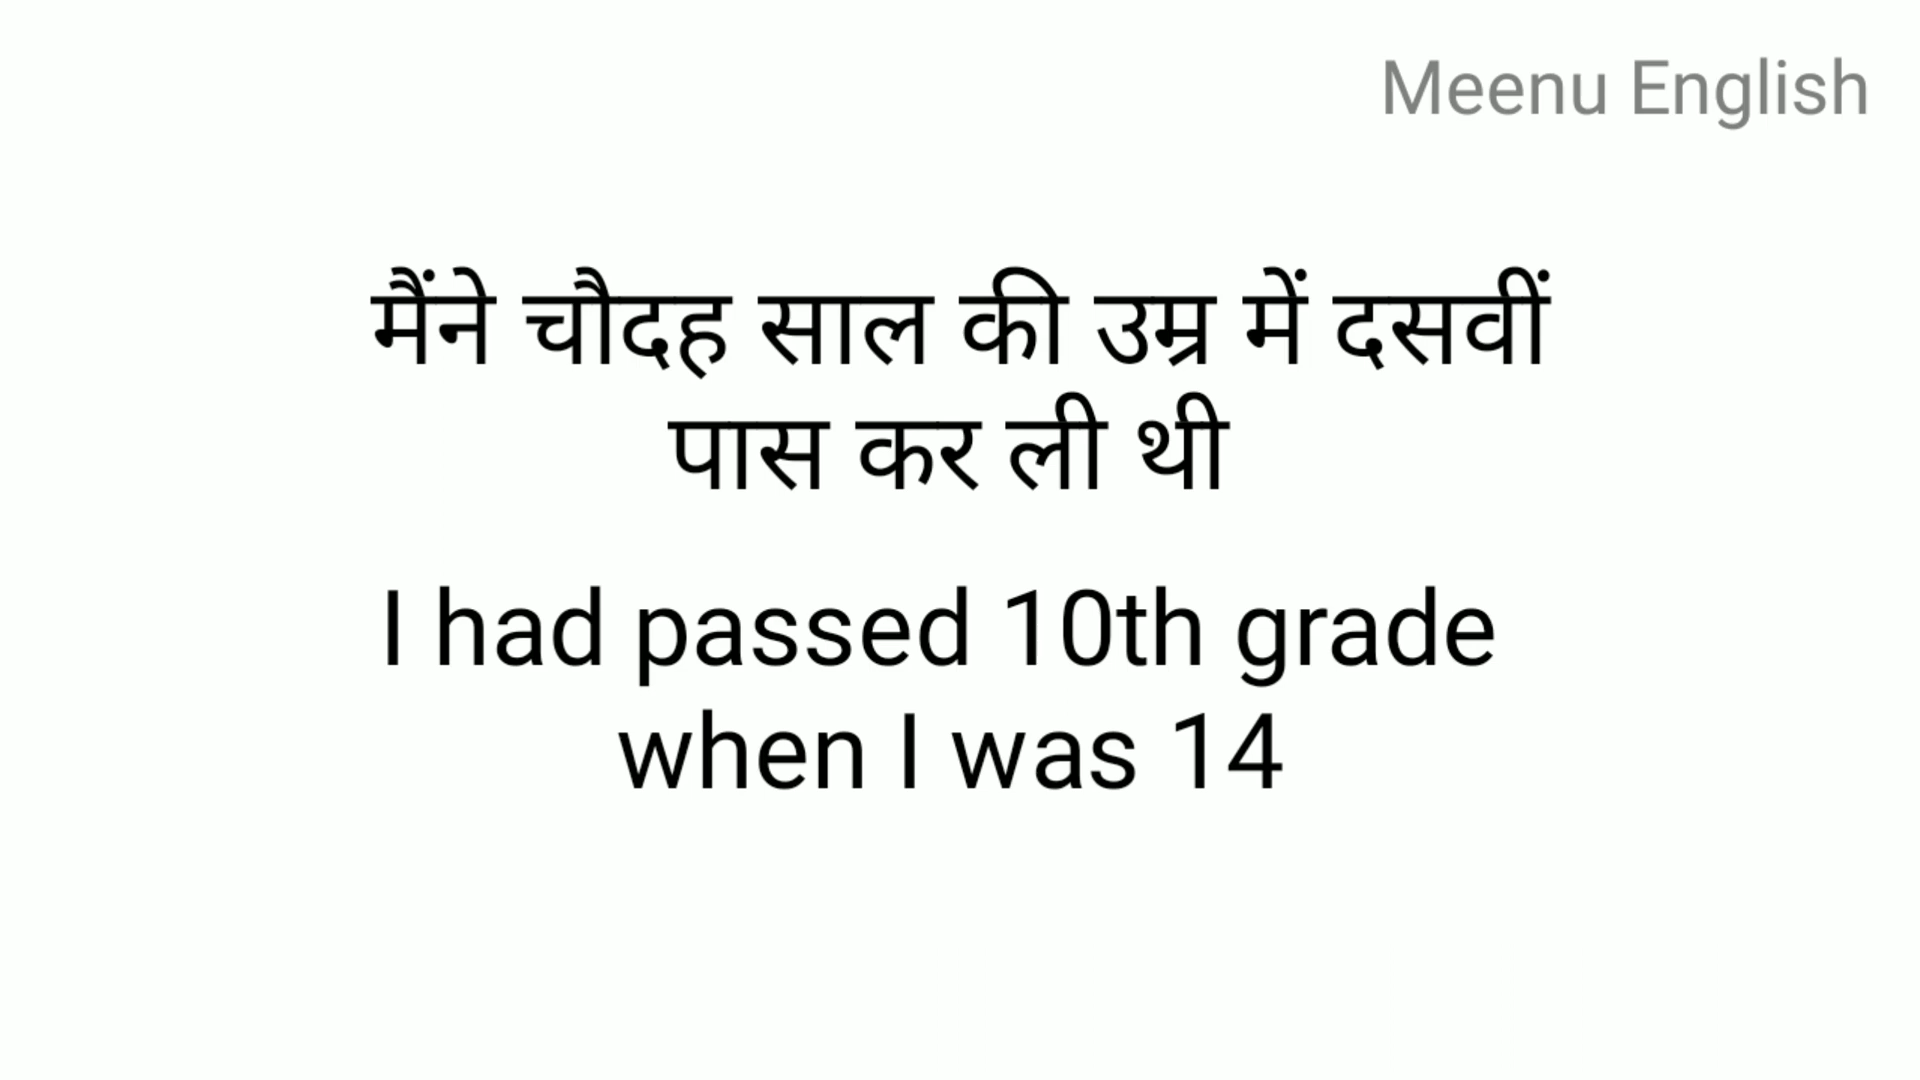 Meenu English
मैंने चौदह साल की उम्र में दसवीं
पास कर ली थी
I had passed 10th grade
when I was 14